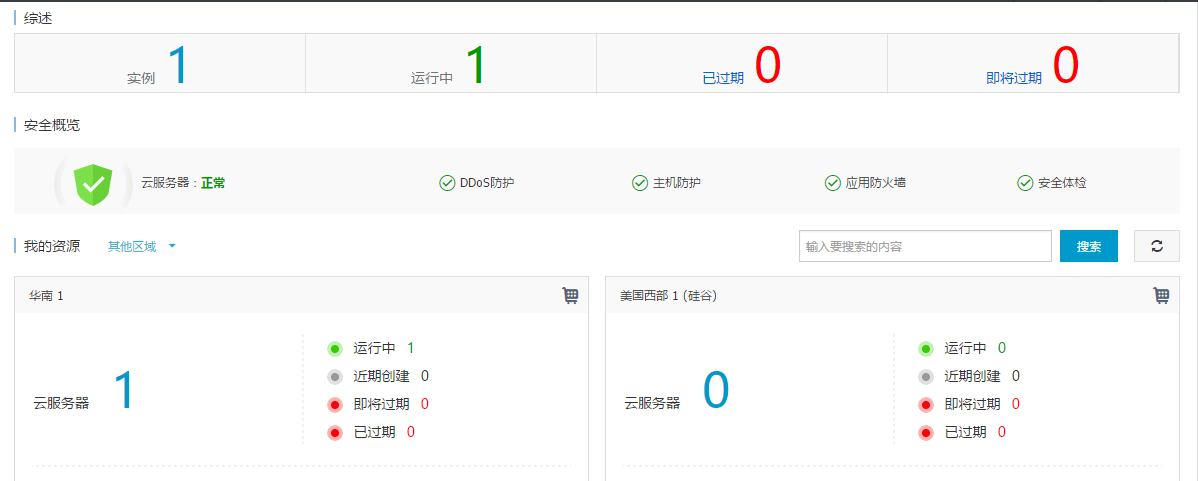 综述
实例 1 运行中 1 已过期 0 即将过期 0
安全概览
云服务器：正常 DDoS防护 主机防护 应用防火墙 安全体检
我的资源 其他区域 输入要搜索的内容 搜索
华南 1
云服务器 1
运行中 1
近期创建 0
即将过期 0
已过期 0
美国西部 1 (硅谷)
云服务器 0
运行中 0
近期创建 0
即将过期 0
已过期 0